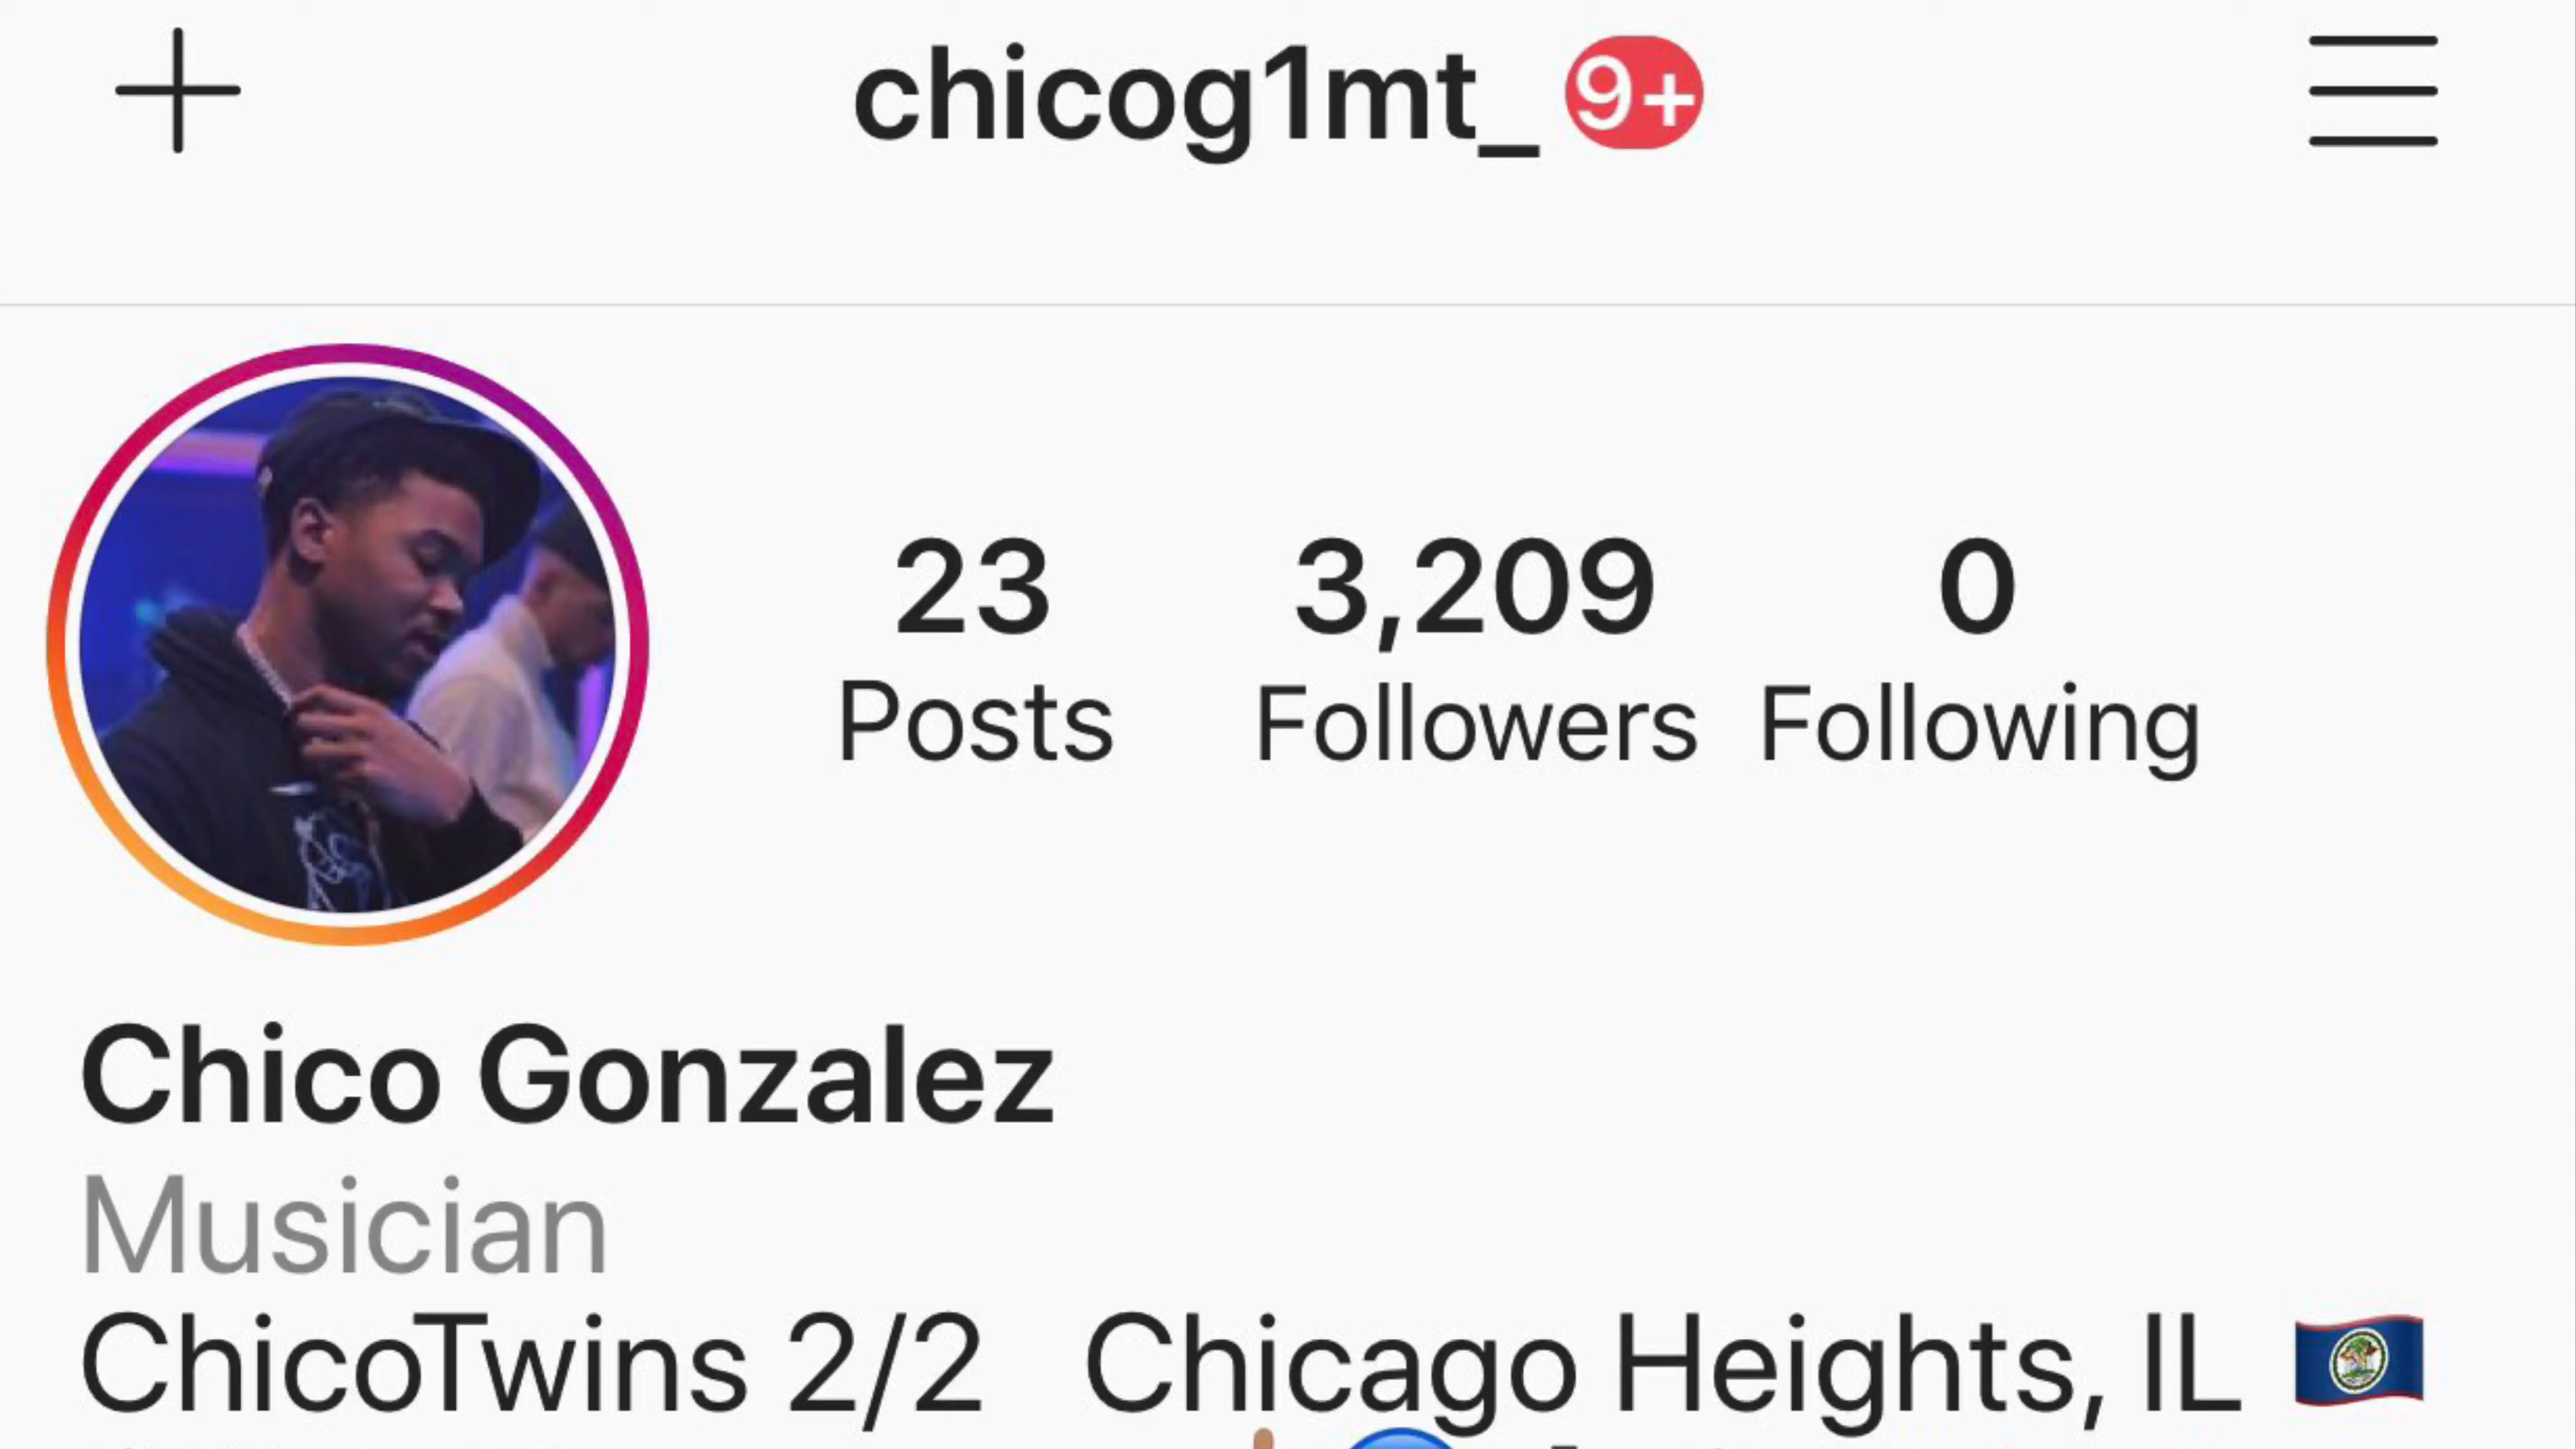 chicog1mt_ 9+
23 3,209 0
Posts Followers Following
Chico Gonzalez
Musician
ChicoTwins 2/2 Chicago Heights, IL 🇧🇿